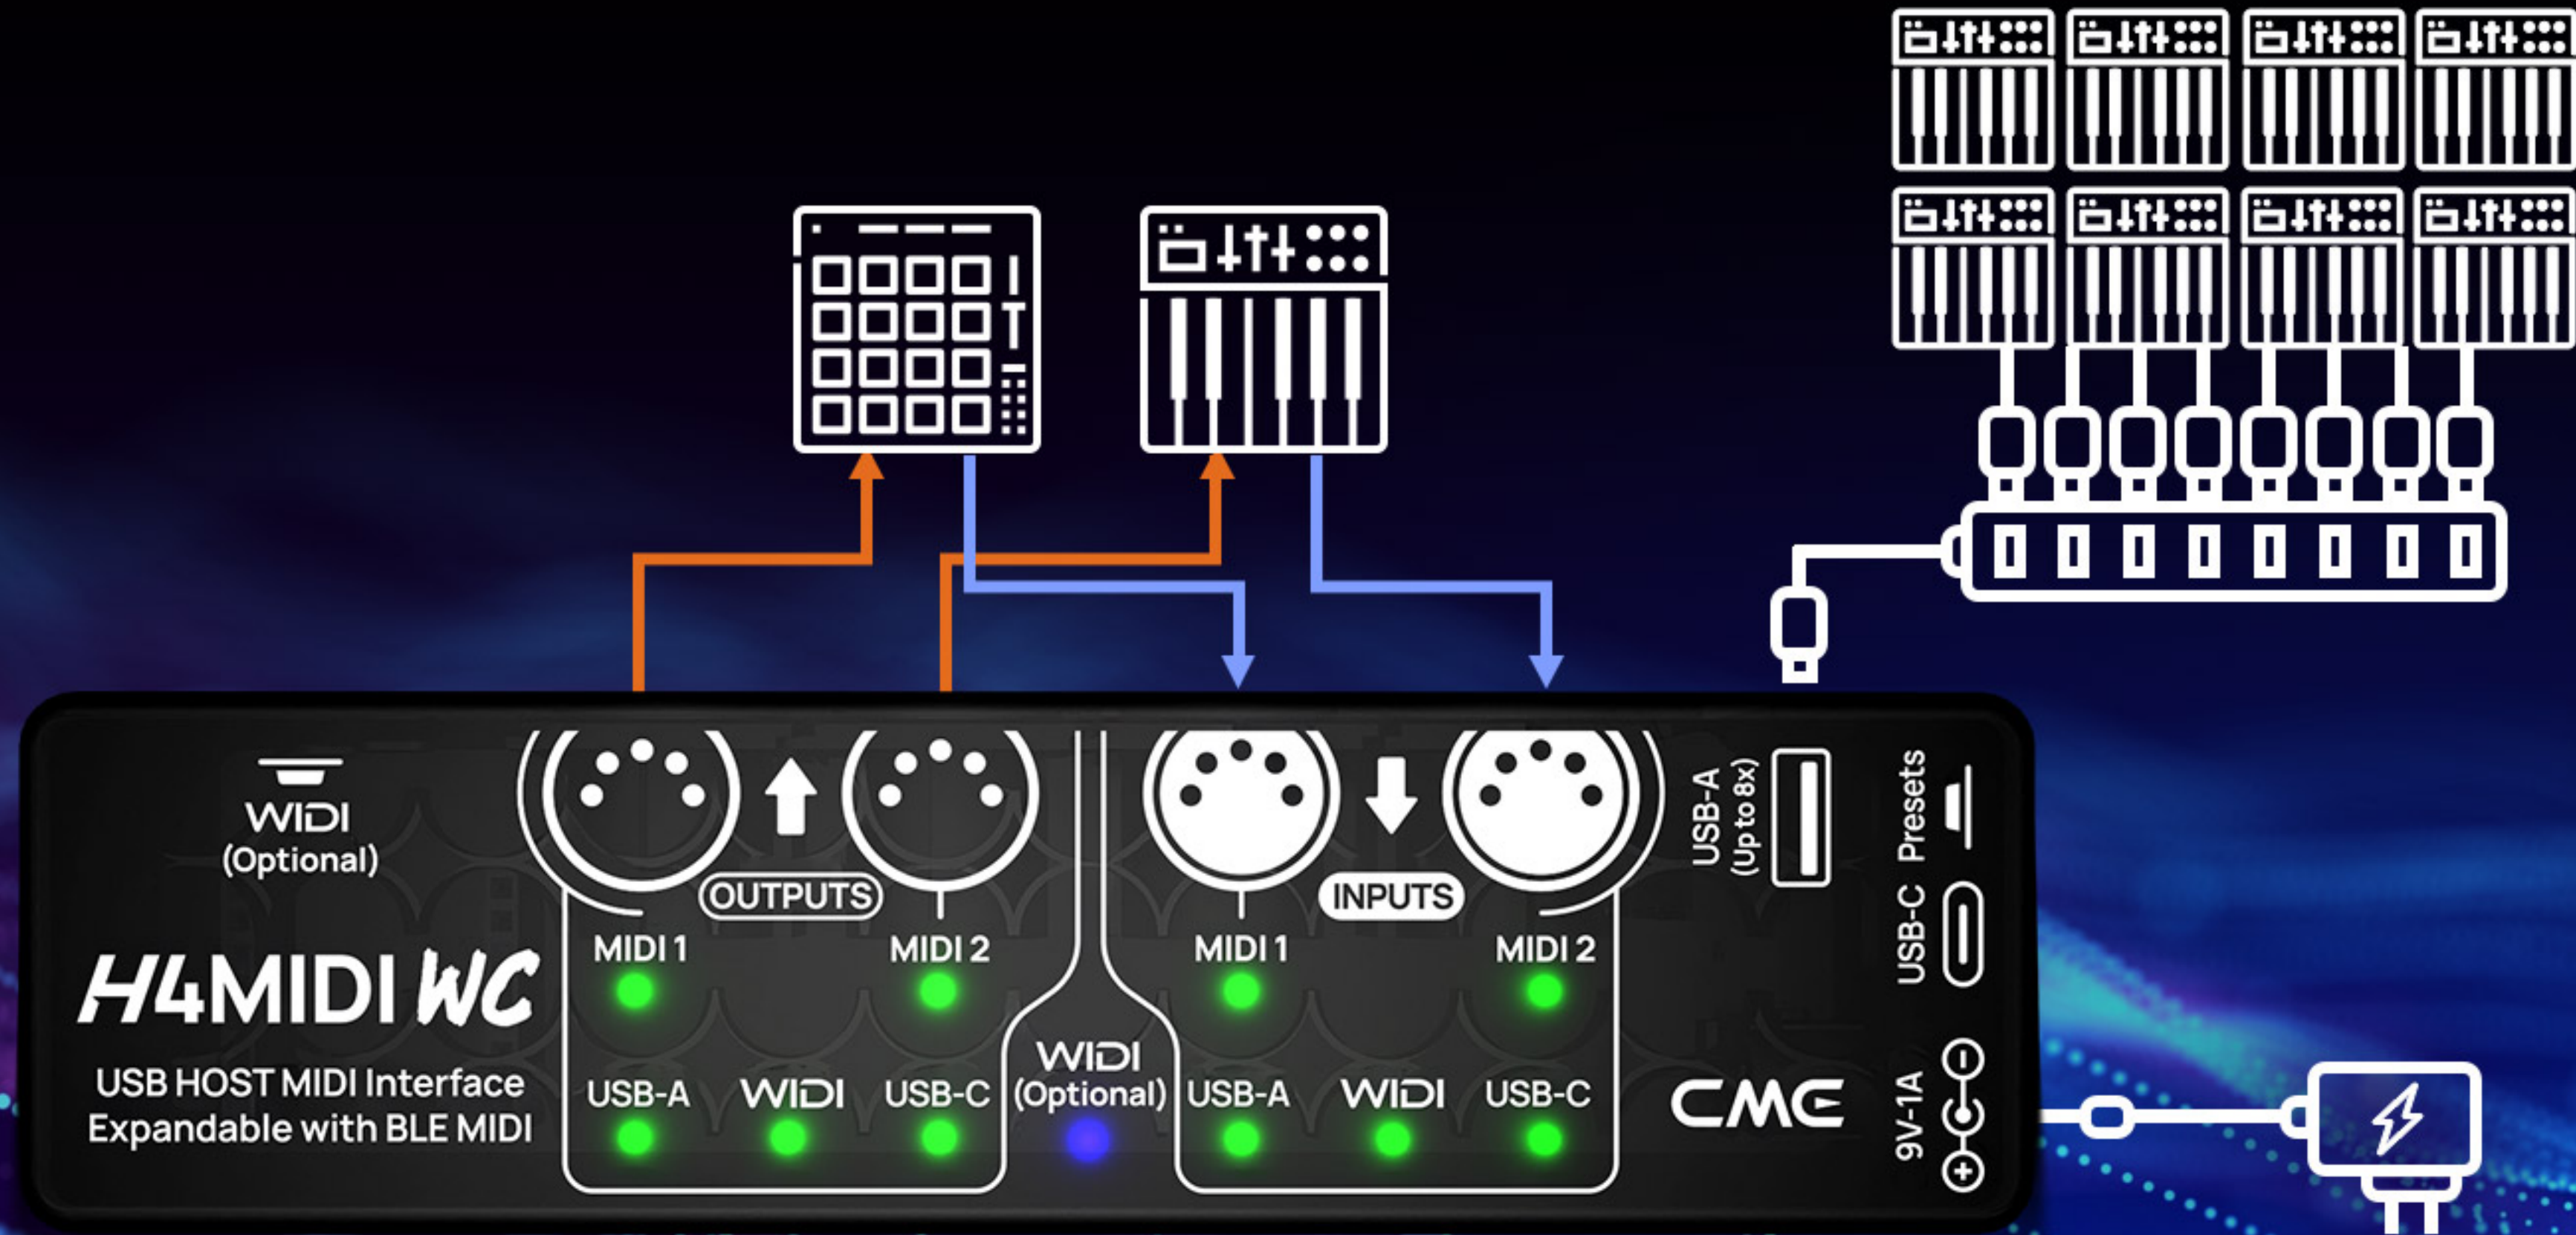 WIDI
(Optional)
H4MIDI WC
USB HOST MIDI Interface
Expandable with BLE MIDI
OUTPUTS
MIDI 1
MIDI 2
USB-A
WIDI
USB-C
WIDI
(Optional)
INPUTS
MIDI 1
MIDI 2
USB-A
WIDI
USB-C
USB-A
(Up to 8x)
Presets
USB-C
9V-1A
CME